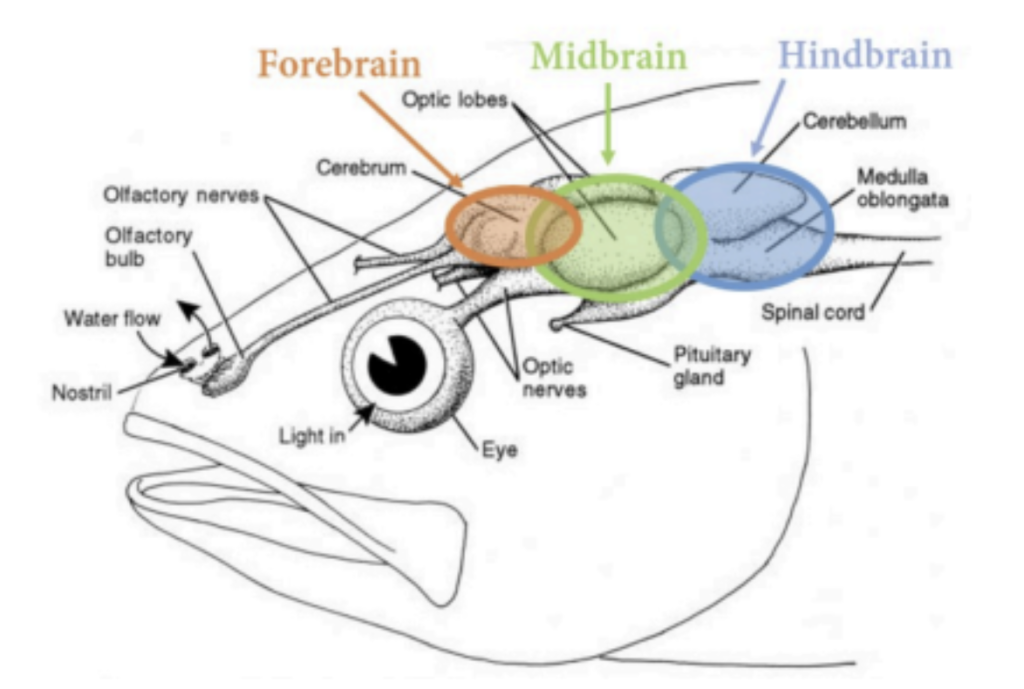 Forebrain
Midbrain
Hindbrain
Optic lobes
Cerebellum
Cerebrum
Medulla
oblongata
Olfactory nerves
Olfactory
bulb
Water flow
Spinal cord
Nostril
Optic
nerves
Pituitary
gland
Light in
Eye